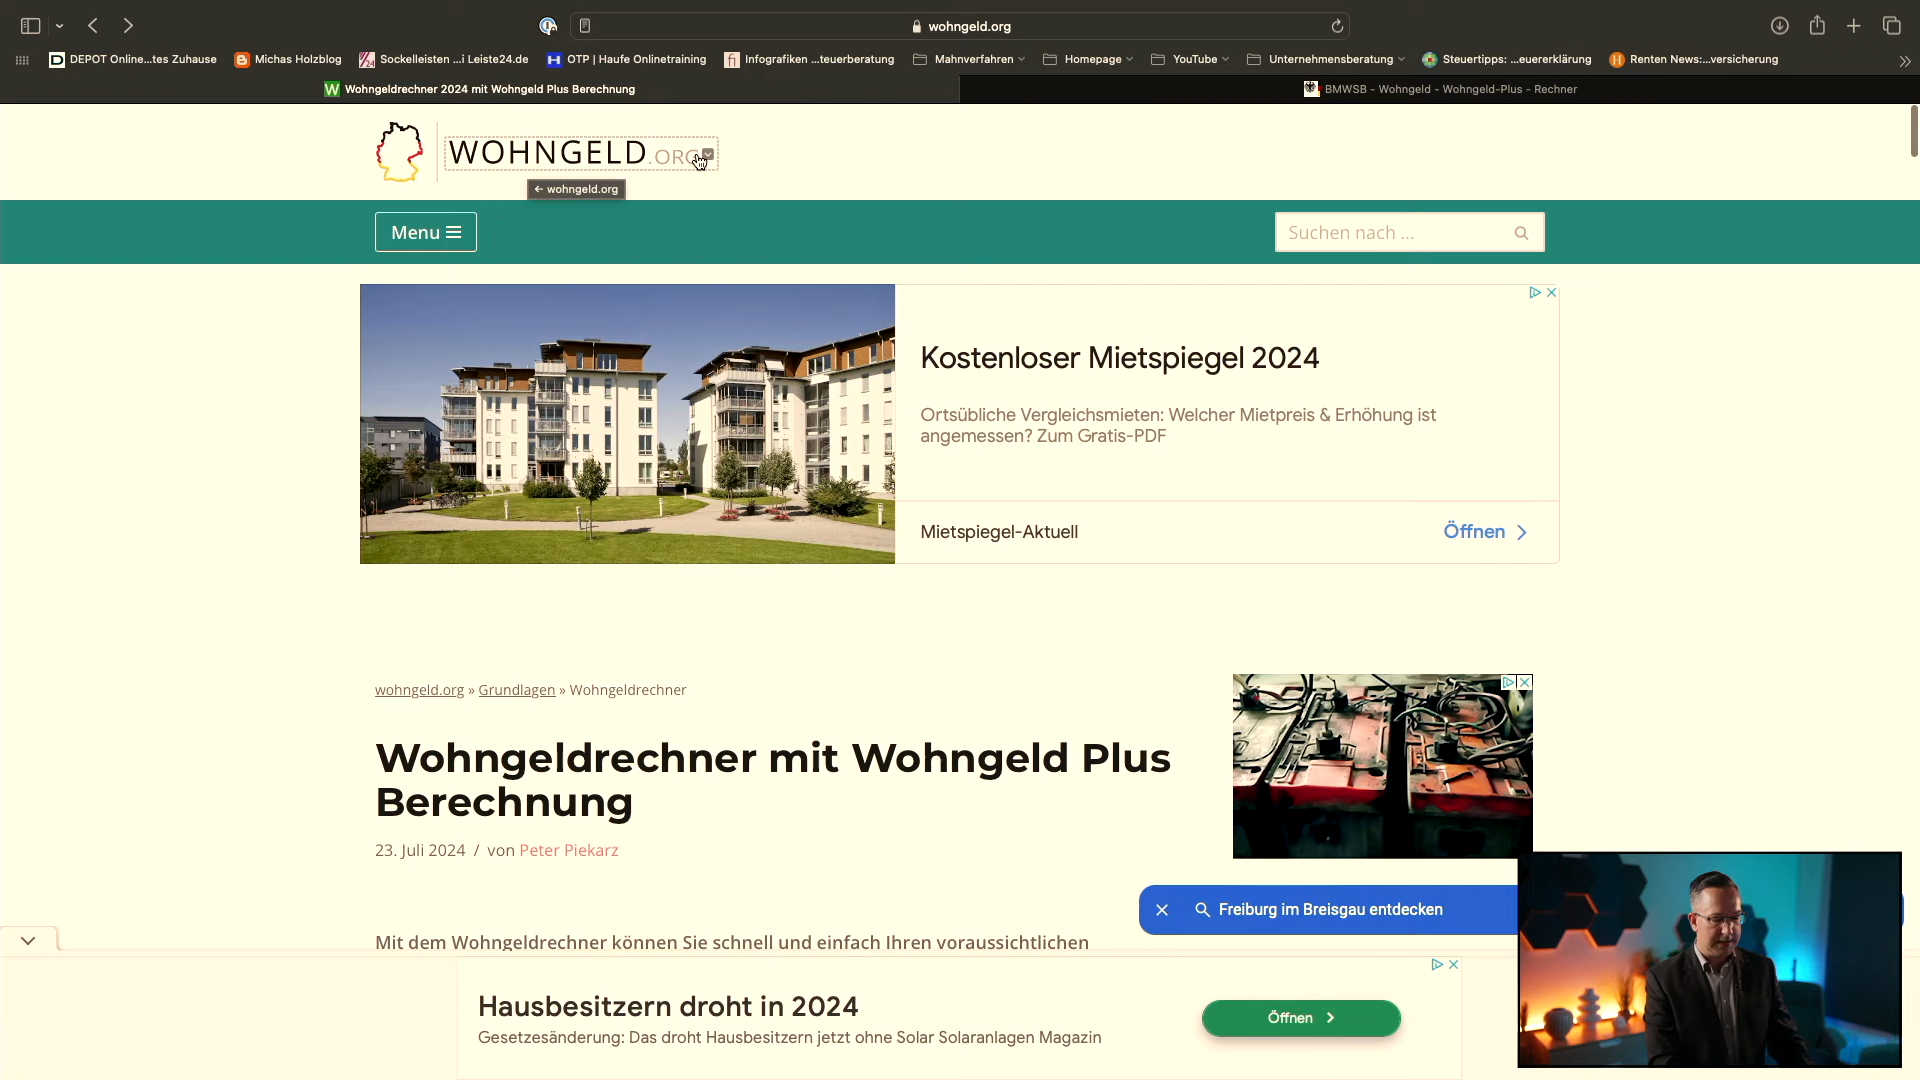 wohngeld.org
DEPOT Online...tes Zuhause
Michas Holzblog
Sockelleisten ...i Leiste24.de
OTP | Haufe Onlinetraining
Infografiken ...teuerberatung
Mahnverfahren
Homepage
YouTube
Unternehmensberatung
Steuertipps: ...euererklärung
Renten News:...versicherung
Wohngeldrechner 2024 mit Wohngeld Plus Berechnung
BMWSB - Wohngeld - Wohngeld-Plus - Rechner
WOHNGELD.ORG
← wohngeld.org
Menu
Suchen nach ...
Kostenloser Mietspiegel 2024
Ortsübliche Vergleichsmieten: Welcher Mietpreis & Erhöhung ist
angemessen? Zum Gratis-PDF
Mietspiegel-Aktuell
Öffnen
wohngeld.org » Grundlagen » Wohngeldrechner
Wohngeldrechner mit Wohngeld Plus
Berechnung
23. Juli 2024 / von Peter Piekarz
Freiburg im Breisgau entdecken
Mit dem Wohngeldrechner können Sie schnell und einfach Ihren voraussichtlichen
Hausbesitzern droht in 2024
Gesetzesänderung: Das droht Hausbesitzern jetzt ohne Solar Solaranlagen Magazin
Öffnen